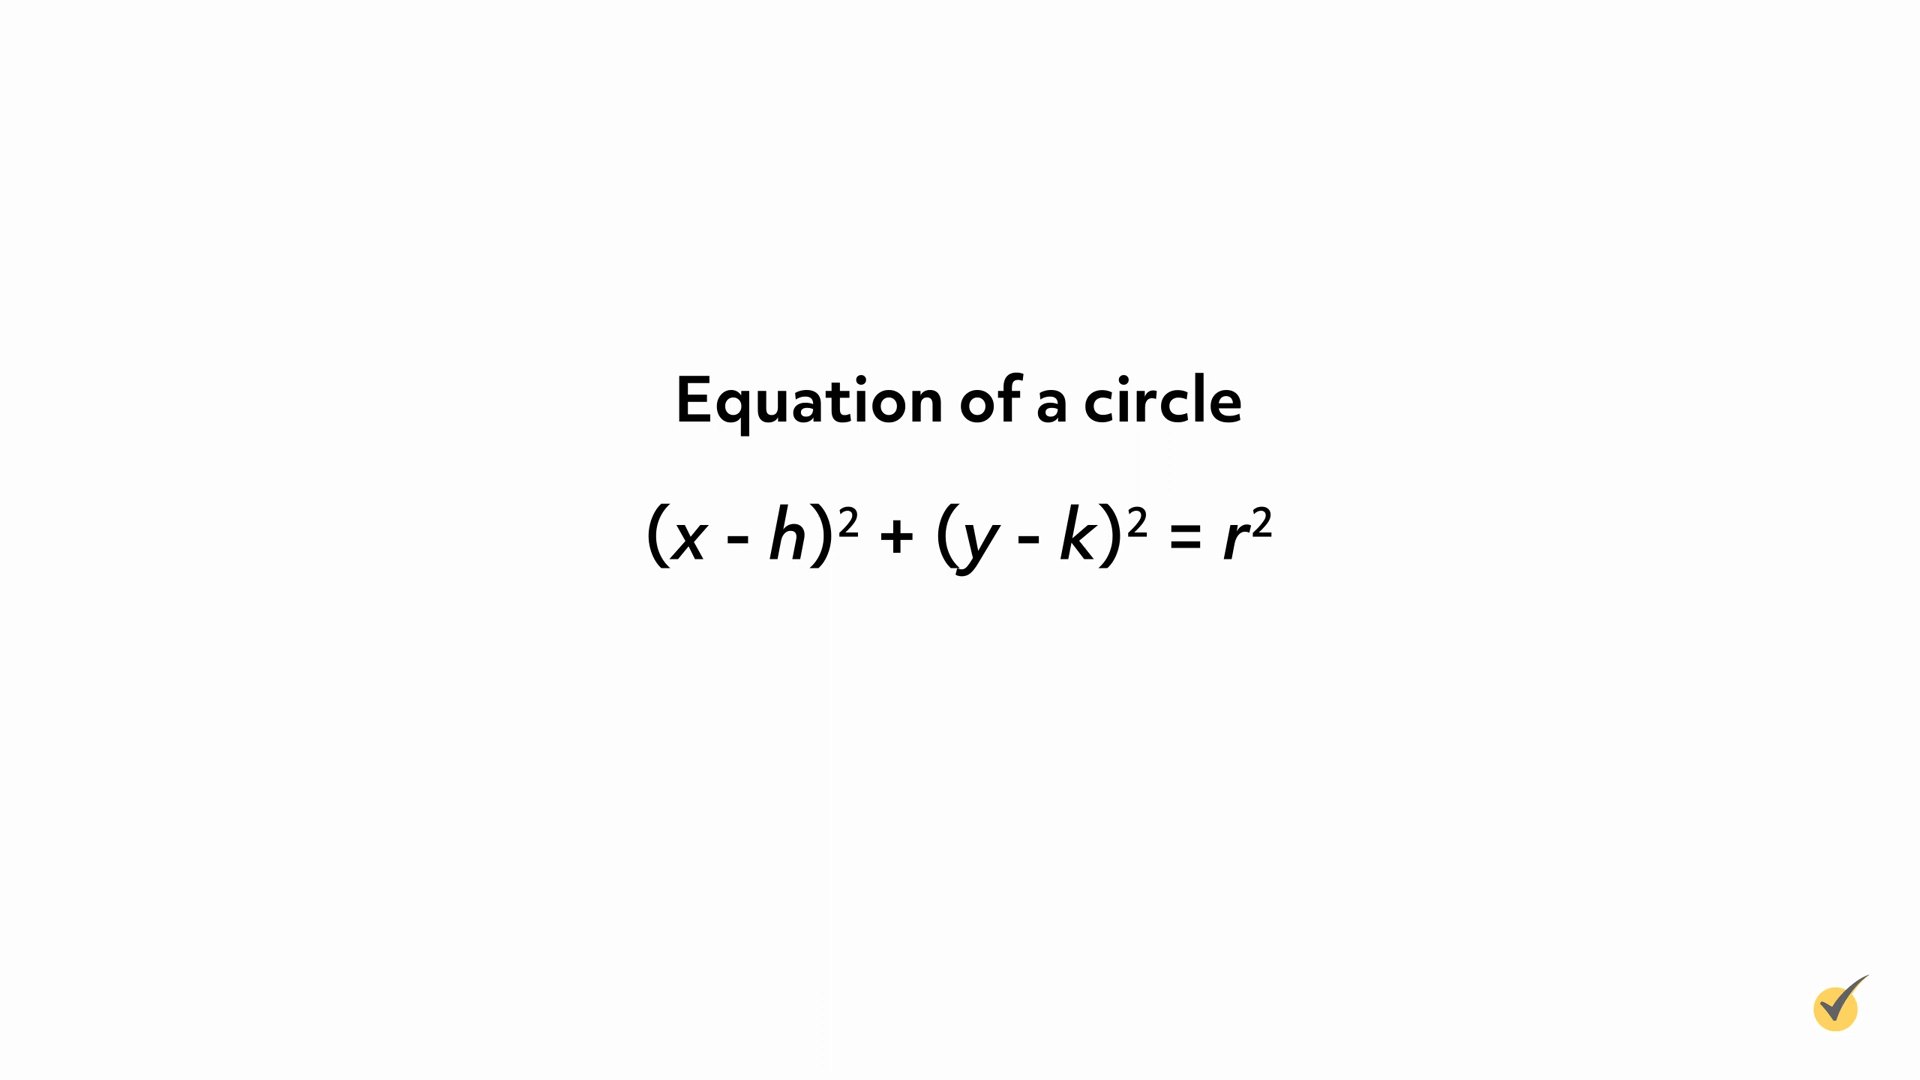 Equation of a circle
(x - h)² + (y - k)² = r²